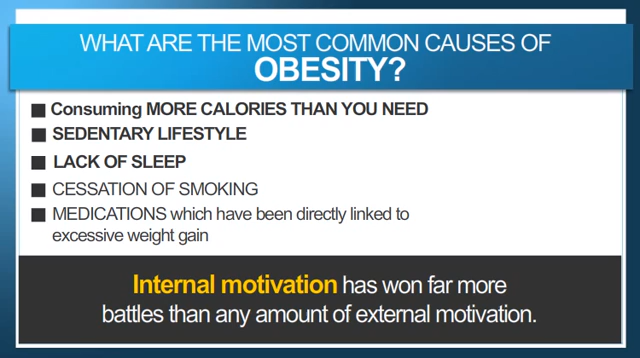 WHAT ARE THE MOST COMMON CAUSES OF
OBESITY?
Consuming MORE CALORIES THAN YOU NEED
SEDENTARY LIFESTYLE
LACK OF SLEEP
CESSATION OF SMOKING
MEDICATIONS which have been directly linked to
excessive weight gain
Internal motivation has won far more
battles than any amount of external motivation.